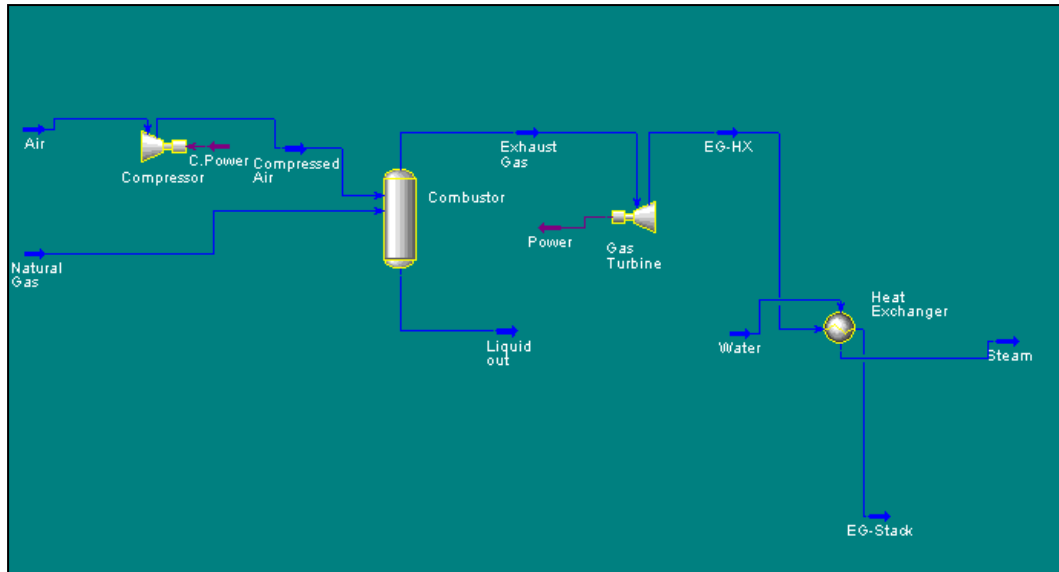 Air
Compressor
C.Power
Compressed
Air
Natural
Gas
Combustor
Liquid
out
Exhaust
Gas
Power
Gas
Turbine
EG-HX
Water
Heat
Exchanger
Steam
EG-Stack